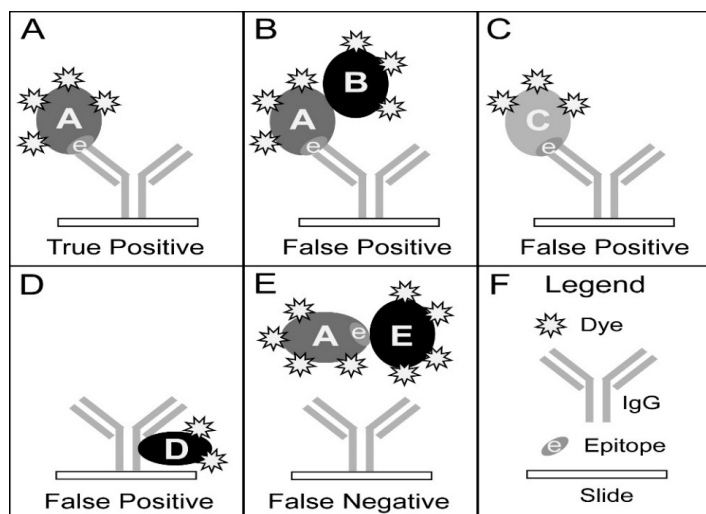 A
A
e
True Positive
B
B
A
e
False Positive
C
C
e
False Positive
D
D
False Positive
E
A
e
E
False Negative
F
Legend
Dye
IgG
e
Epitope
Slide